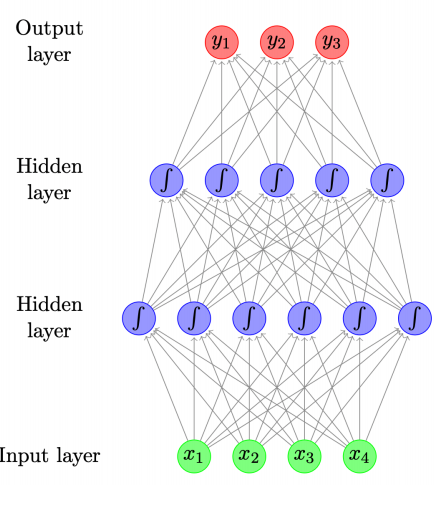 Output
layer
y1 y2 y3
Hidden
layer
∫ ∫ ∫ ∫ ∫
Hidden
layer
∫ ∫ ∫ ∫ ∫ ∫
Input layer
x1 x2 x3 x4